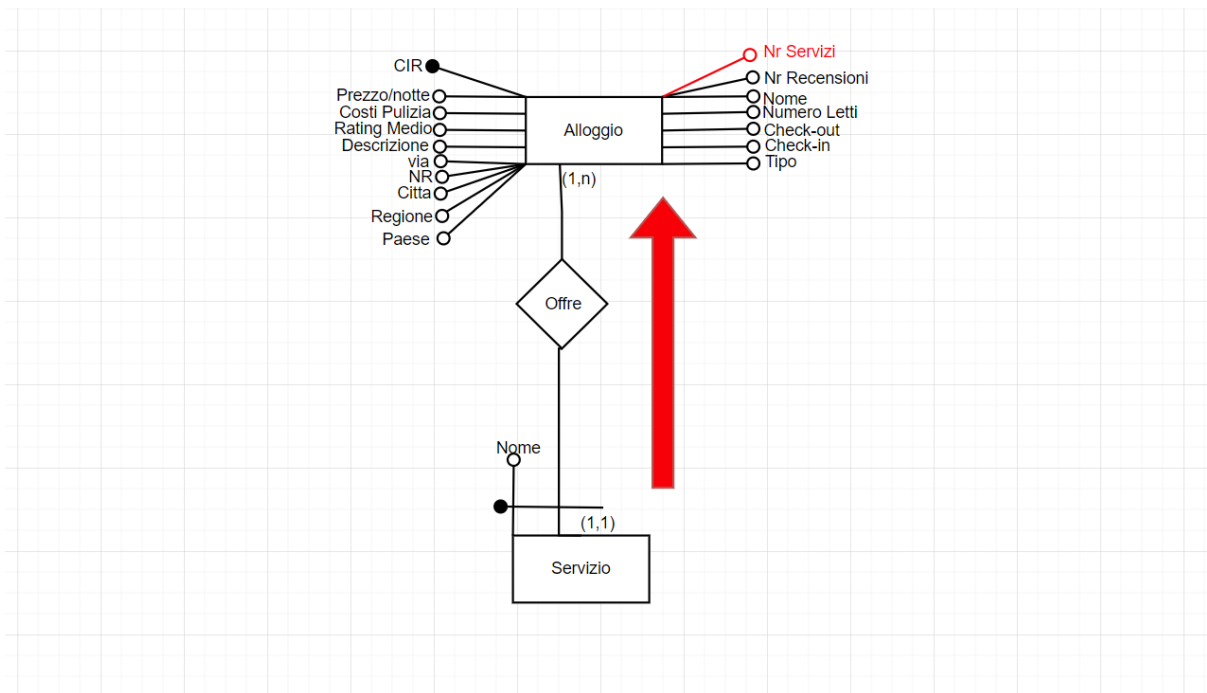 CIR
Prezzo/notte
Costi Pulizia
Rating Medio
Descrizione
via
NR
Citta
Regione
Paese
Alloggio
Nr Servizi
Nr Recensioni
Nome
Numero Letti
Check-out
Check-in
Tipo
(1,n)
Offre
Nome
(1,1)
Servizio